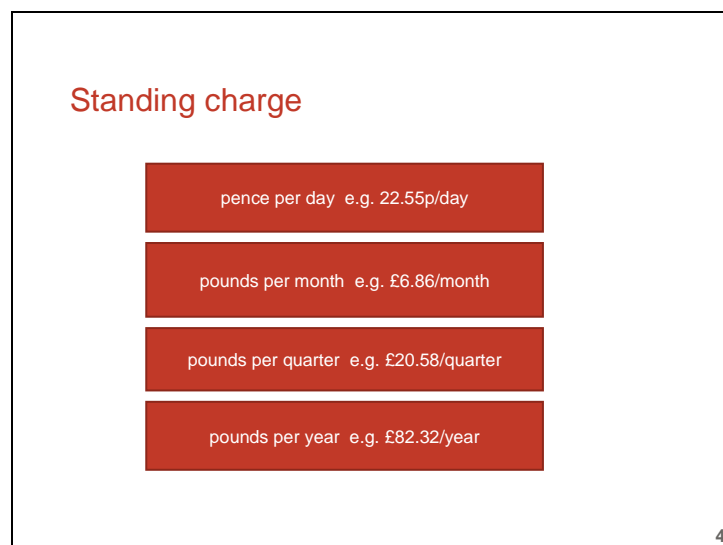 Standing charge
pence per day  e.g. 22.55p/day
pounds per month  e.g. £6.86/month
pounds per quarter  e.g. £20.58/quarter
pounds per year  e.g. £82.32/year
4